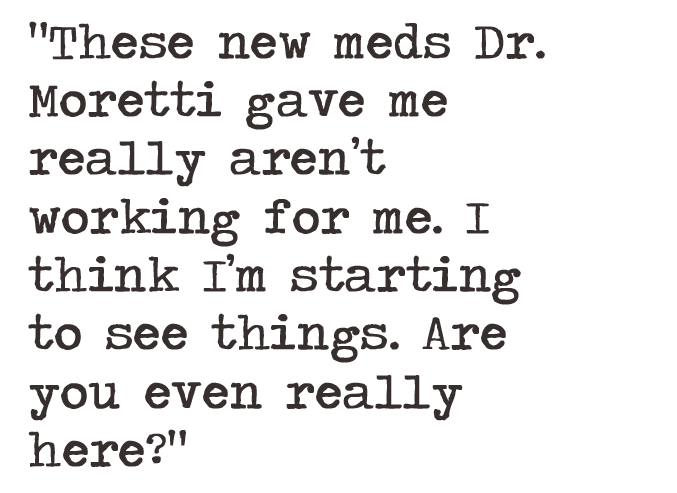 "These new meds Dr.
Moretti gave me
really aren't
working for me. I
think I'm starting
to see things. Are
you even really
here?"